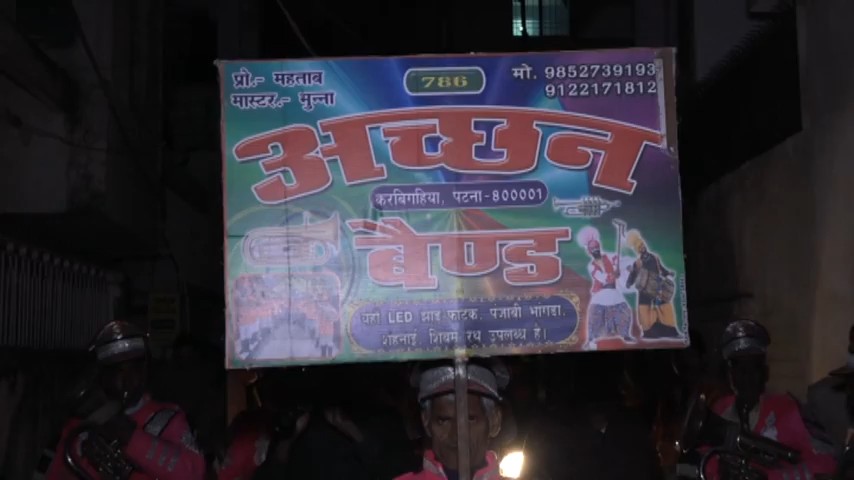 प्रो.- महताब
मास्टर.- मुन्ना
786
मो. 9852739193
9122171812
अच्छन
करबिगहिया, पटना-800001
बैण्ड
यहाँ LED झाड़ फाटक, पंजाबी भांगड़ा,
शहनाई, शिवम रथ उपलब्ध है।